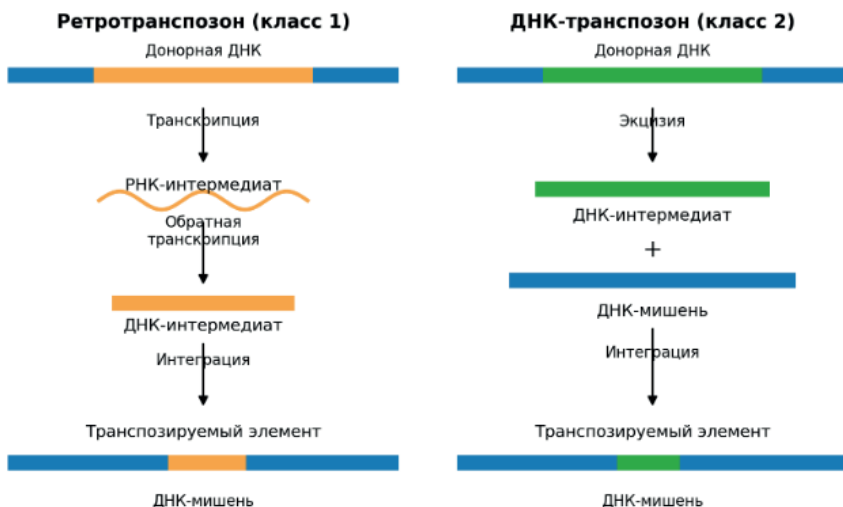 Ретротранспозон (класс 1)
Донорная ДНК
Транскрипция
РНК-интермедиат
Обратная
транскрипция
ДНК-интермедиат
Интеграция
Транспозируемый элемент
ДНК-мишень
ДНК-транспозон (класс 2)
Донорная ДНК
Экцизия
ДНК-интермедиат
+
ДНК-мишень
Интеграция
Транспозируемый элемент
ДНК-мишень